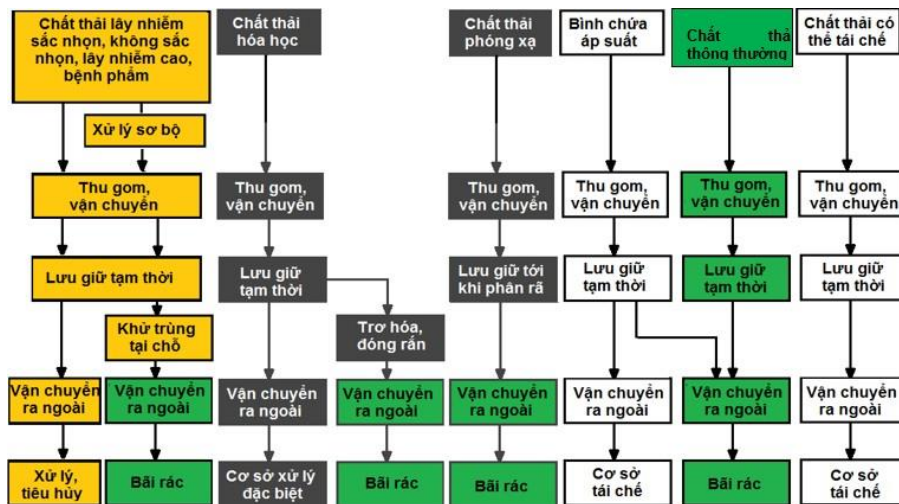 Chất thải lây nhiễm
sắc nhọn, không sắc
nhọn, lây nhiễm cao,
bệnh phẩm
Chất thải
hóa học
Chất thải
phóng xạ
Bình chứa
áp suất
Chất thả
thông thường
Chất thải có
thể tái chế
Xử lý sơ bộ
Thu gom,
vận chuyển
Thu gom,
vận chuyển
Thu gom,
vận chuyển
Thu gom,
vận chuyển
Thu gom,
vận chuyển
Thu gom,
vận chuyển
Lưu giữ tạm thời
Lưu giữ
tạm thời
Lưu giữ tới
khi phân rã
Lưu giữ
tạm thời
Lưu giữ
tạm thời
Lưu giữ
tạm thời
Khử trùng
tại chỗ
Trơ hóa,
đóng rắn
Vận chuyển
ra ngoài
Vận chuyển
ra ngoài
Vận chuyển
ra ngoài
Vận chuyển
ra ngoài
Vận chuyển
ra ngoài
Vận chuyển
ra ngoài
Vận chuyển
ra ngoài
Vận chuyển
ra ngoài
Xử lý,
tiêu hủy
Bãi rác
Cơ sở xử lý
đặc biệt
Bãi rác
Bãi rác
Cơ sở
tái chế
Bãi rác
Cơ sở
tái chế